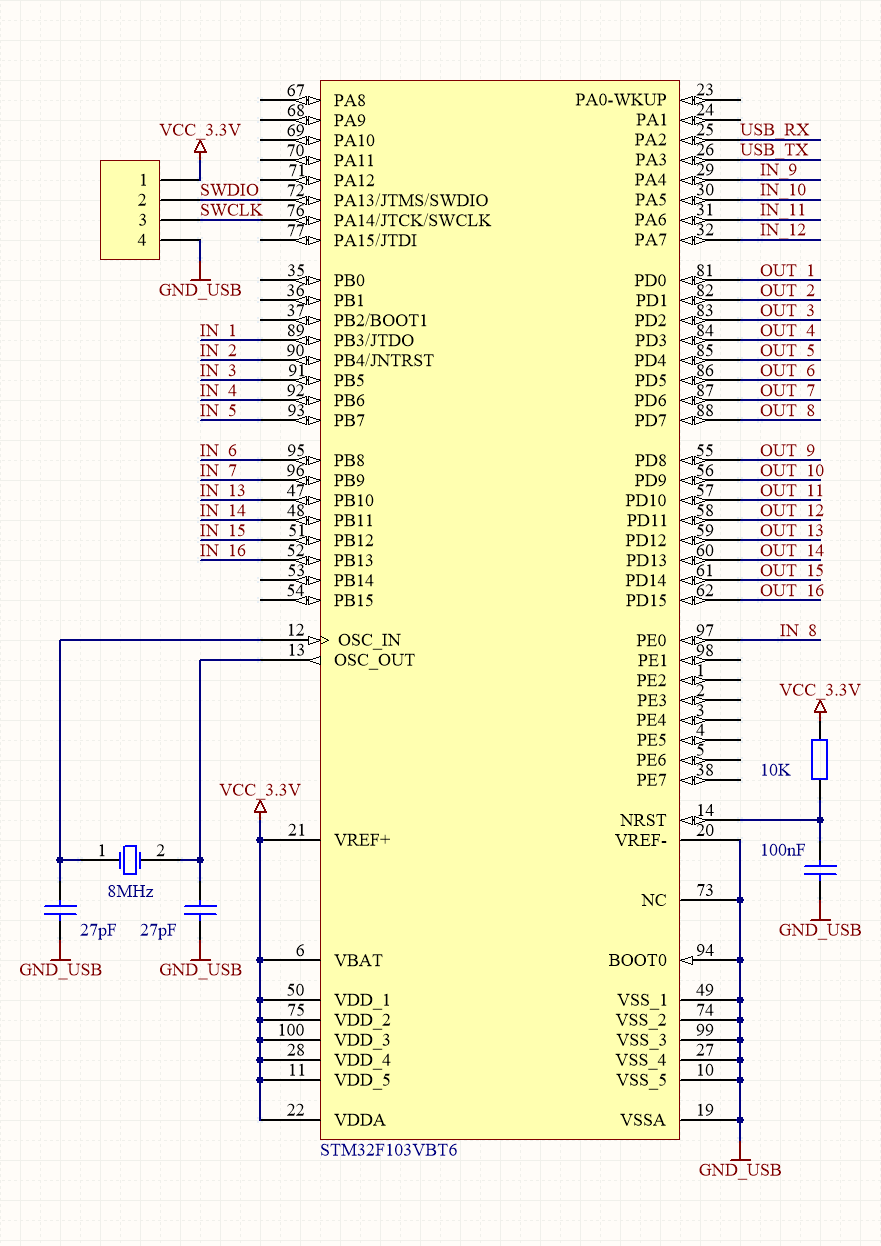 67 PA8 PA0-WKUP 23
68 PA9 PA1 24
VCC_3.3V 69 PA10 PA2 25 USB_RX
70 PA11 PA3 26 USB_TX
1 71 PA12 PA4 29 IN_9
2 SWDIO 72 PA13/JTMS/SWDIO PA5 30 IN_10
3 SWCLK 76 PA14/JTCK/SWCLK PA6 31 IN_11
4 77 PA15/JTDI PA7 32 IN_12
GND_USB 35 PB0 PD0 81 OUT_1
36 PB1 PD1 82 OUT_2
37 PB2/BOOT1 PD2 83 OUT_3
IN_1 89 PB3/JTDO PD3 84 OUT_4
IN_2 90 PB4/JNTRST PD4 85 OUT_5
IN_3 91 PB5 PD5 86 OUT_6
IN_4 92 PB6 PD6 87 OUT_7
IN_5 93 PB7 PD7 88 OUT_8
IN_6 95 PB8 PD8 55 OUT_9
IN_7 96 PB9 PD9 56 OUT_10
IN_13 47 PB10 PD10 57 OUT_11
IN_14 48 PB11 PD11 58 OUT_12
IN_15 51 PB12 PD12 59 OUT_13
IN_16 52 PB13 PD13 60 OUT_14
53 PB14 PD14 61 OUT_15
54 PB15 PD15 62 OUT_16
12 OSC_IN PE0 97 IN_8
13 OSC_OUT PE1 98
PE2 1
PE3 2 VCC_3.3V
PE4 3
PE5 4
PE6 5
PE7 38 10K
VCC_3.3V
NRST 14
21 VREF+ VREF- 20
1 2 100nF
8MHz
NC 73
27pF 27pF GND_USB
GND_USB GND_USB 6 VBAT BOOT0 94
50 VDD_1 VSS_1 49
75 VDD_2 VSS_2 74
100 VDD_3 VSS_3 99
28 VDD_4 VSS_4 27
11 VDD_5 VSS_5 10
22 VDDA VSSA 19
STM32F103VBT6
GND_USB